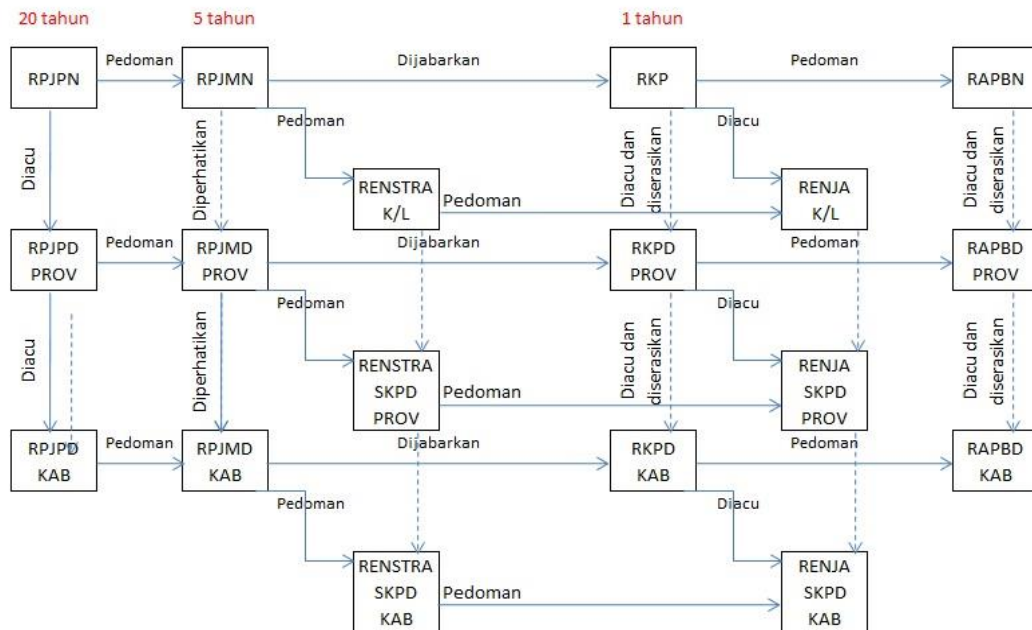 20 tahun
5 tahun
1 tahun
RPJPN
Pedoman
RPJMN
Dijabarkan
RKP
Pedoman
RAPBN
Diacu
Diperhatikan
Pedoman
Diacu dan
diserasikan
Diacu
Diacu dan
diserasikan
RENSTRA
K/L
Pedoman
RENJA
K/L
RPJPD
PROV
Pedoman
RPJMD
PROV
Dijabarkan
RKPD
PROV
Pedoman
RAPBD
PROV
Diacu
Diperhatikan
Pedoman
Diacu dan
diserasikan
Diacu
Diacu dan
diserasikan
RENSTRA
SKPD
PROV
Pedoman
RENJA
SKPD
PROV
RPJPD
KAB
Pedoman
RPJMD
KAB
Dijabarkan
RKPD
KAB
Pedoman
RAPBD
KAB
Pedoman
Diacu
RENSTRA
SKPD
KAB
Pedoman
RENJA
SKPD
KAB